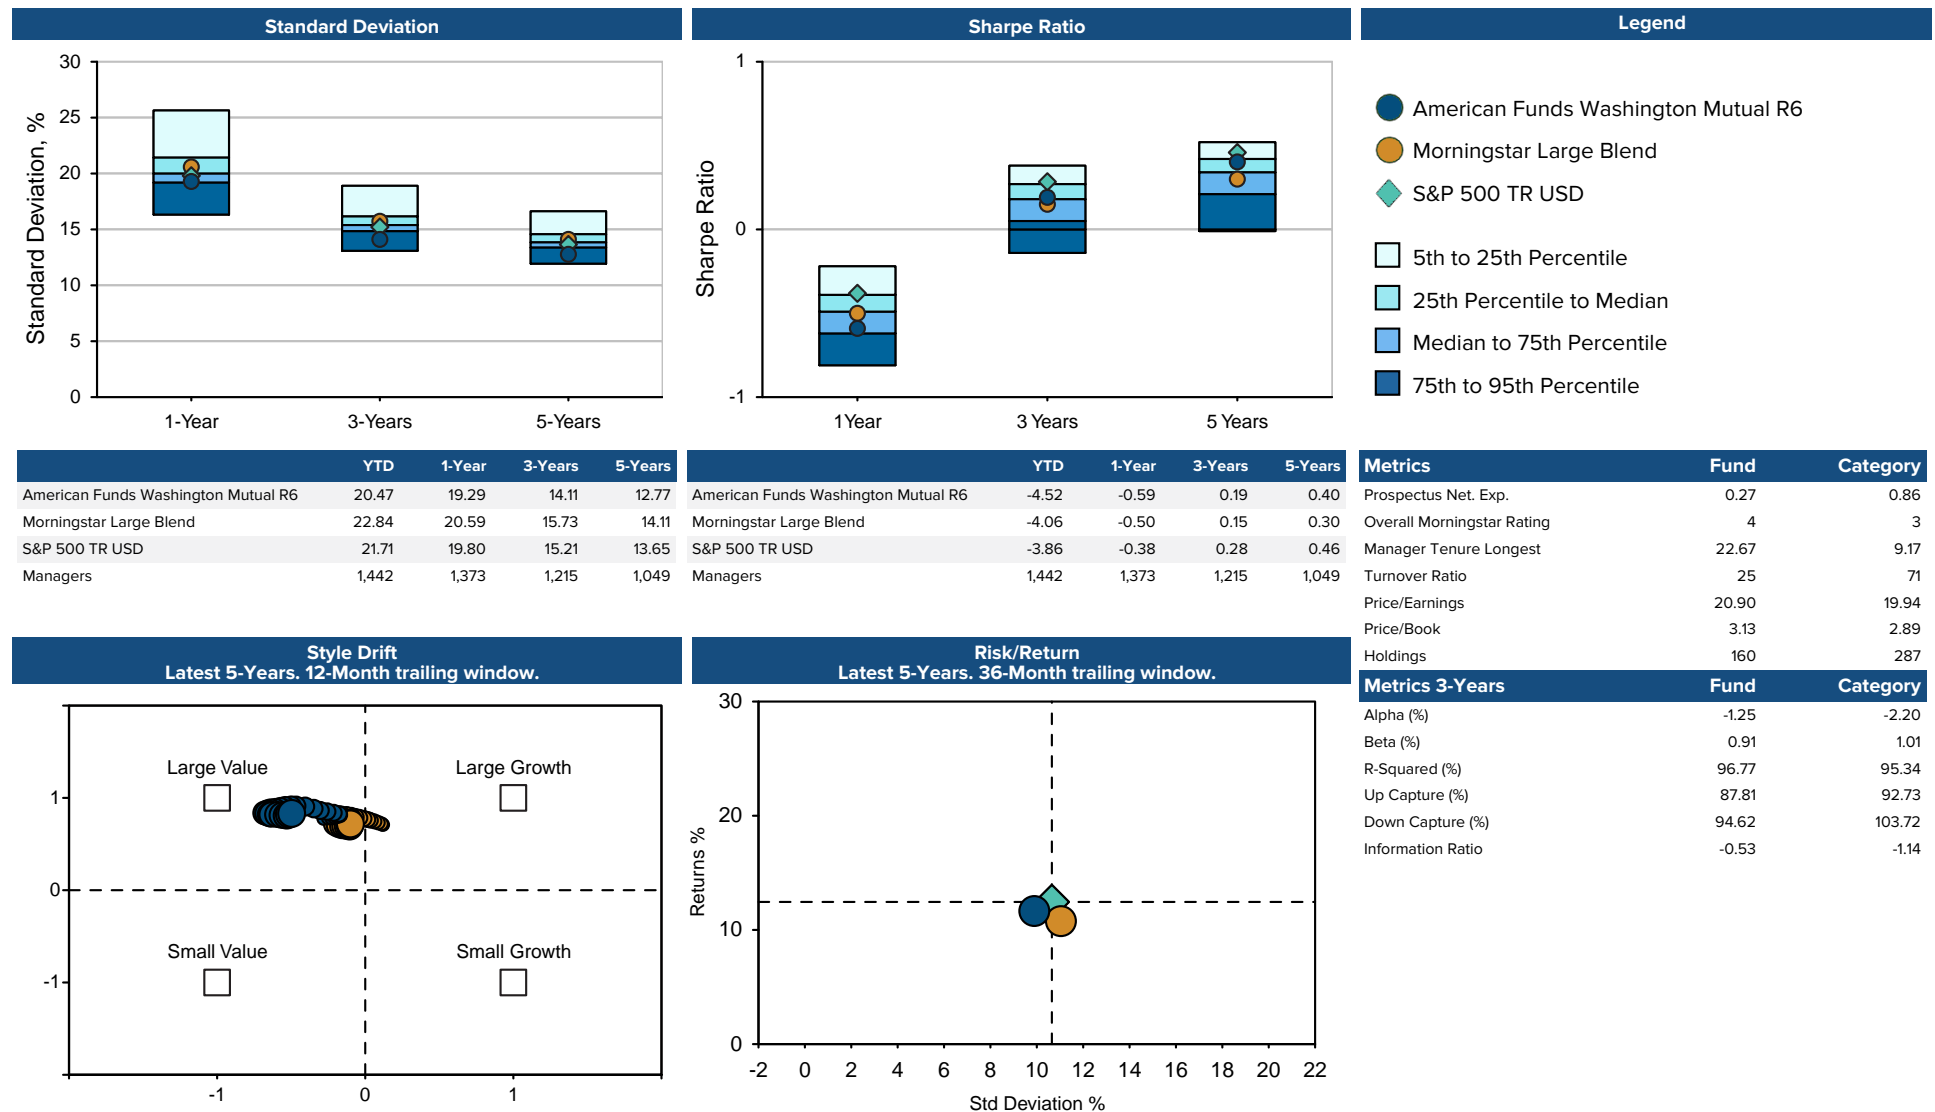 Standard Deviation
30
25
20
15
10
5
0
Standard Deviation, %
1-Year
3-Years
5-Years
Sharpe Ratio
1
0
-1
Sharpe Ratio
1Year
3 Years
5 Years
Legend
American Funds Washington Mutual R6
Morningstar Large Blend
S&P 500 TR USD
5th to 25th Percentile
25th Percentile to Median
Median to 75th Percentile
75th to 95th Percentile
YTD 1-Year 3-Years 5-Years
American Funds Washington Mutual R6 20.47 19.29 14.11 12.77
Morningstar Large Blend 22.84 20.59 15.73 14.11
S&P 500 TR USD 21.71 19.80 15.21 13.65
Managers 1,442 1,373 1,215 1,049
YTD 1-Year 3-Years 5-Years
American Funds Washington Mutual R6 -4.52 -0.59 0.19 0.40
Morningstar Large Blend -4.06 -0.50 0.15 0.30
S&P 500 TR USD -3.86 -0.38 0.28 0.46
Managers 1,442 1,373 1,215 1,049
Metrics Fund Category
Prospectus Net. Exp. 0.27 0.86
Overall Morningstar Rating 4 3
Manager Tenure Longest 22.67 9.17
Turnover Ratio 25 71
Price/Earnings 20.90 19.94
Price/Book 3.13 2.89
Holdings 160 287
Metrics 3-Years Fund Category
Alpha (%) -1.25 -2.20
Beta (%) 0.91 1.01
R-Squared (%) 96.77 95.34
Up Capture (%) 87.81 92.73
Down Capture (%) 94.62 103.72
Information Ratio -0.53 -1.14
Style Drift
Latest 5-Years. 12-Month trailing window.
Large Value
Large Growth
1
0
Small Value
Small Growth
-1
-1 0 1
Risk/Return
Latest 5-Years. 36-Month trailing window.
30
20
10
0
Returns %
-2 0 2 4 6 8 10 12 14 16 18 20 22
Std Deviation %